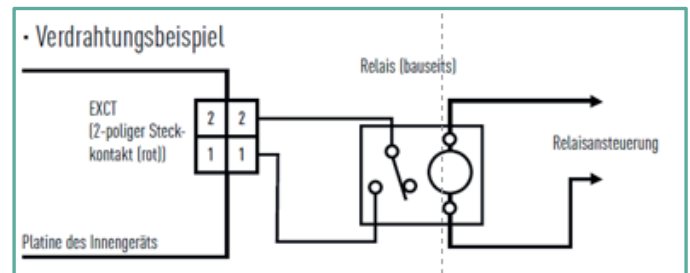 · Verdrahtungsbeispiel
Relais (bauseits)
EXCT
(2-poliger Steck-
kontakt (rot))
2 2
1 1
Relaisansteuerung
Platine des Innengeräts